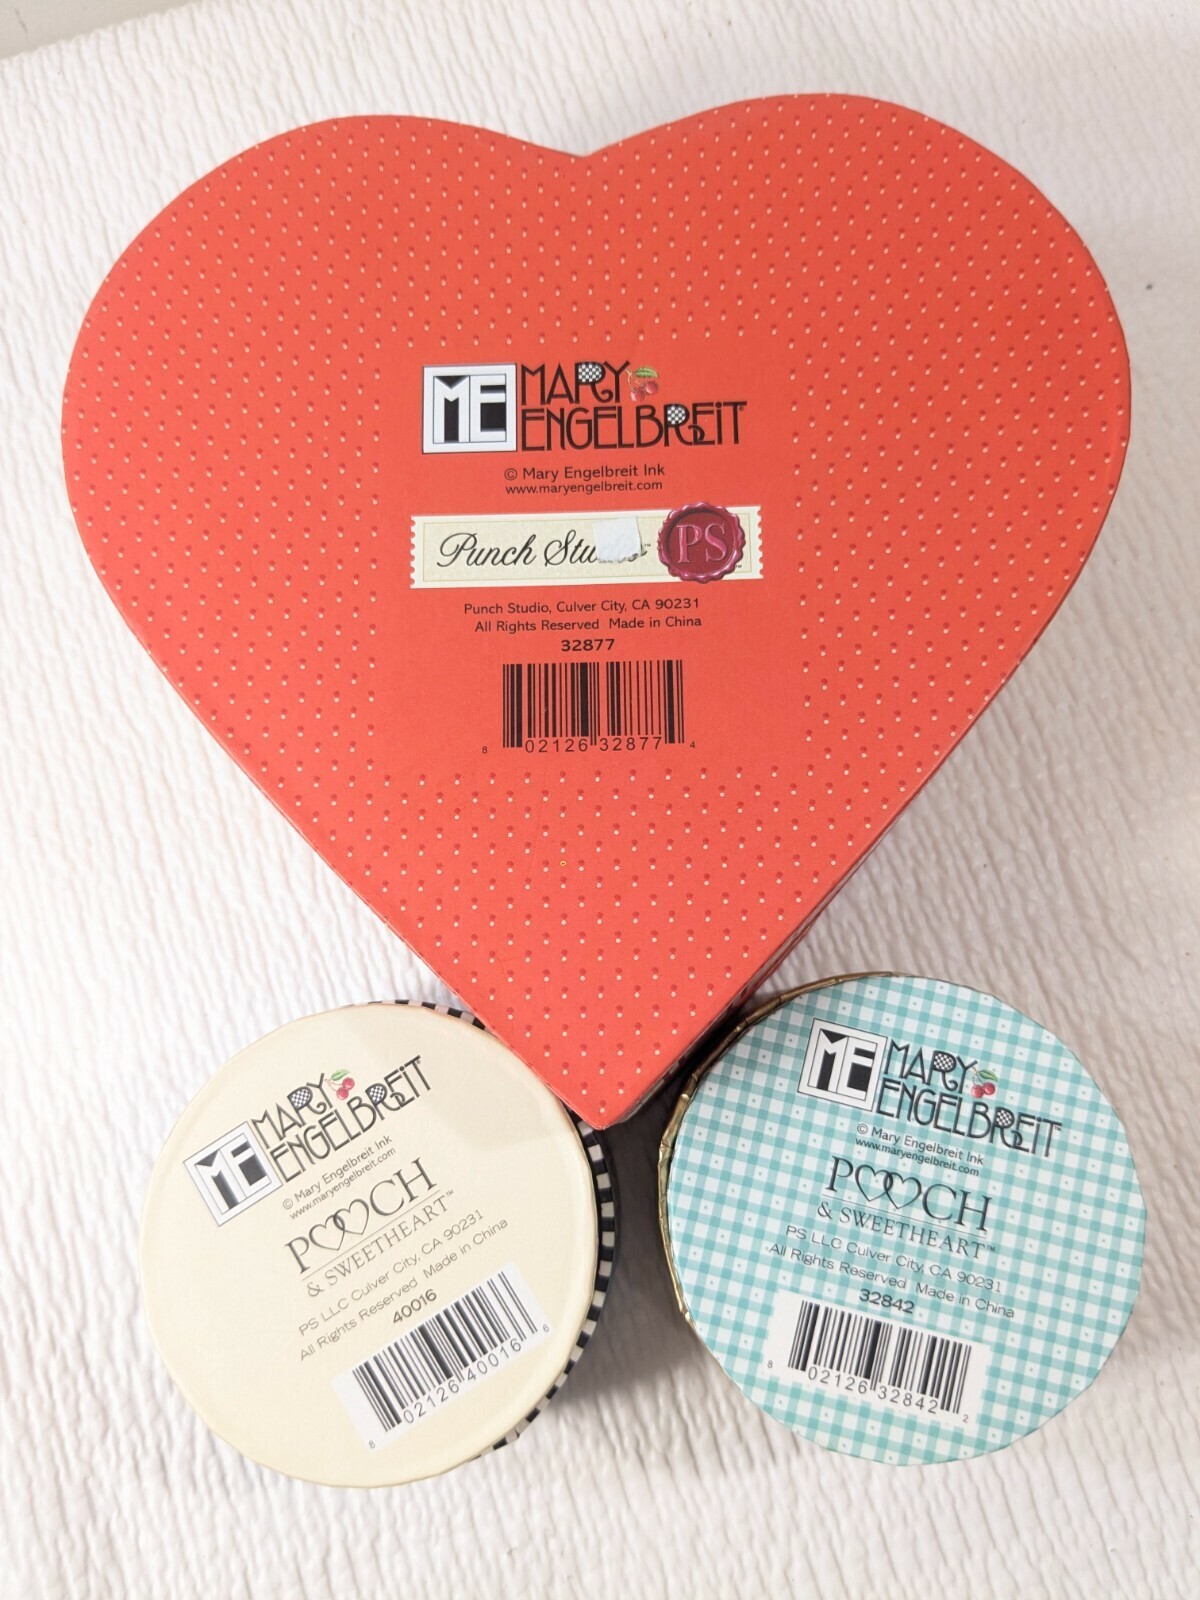 ME MARY
ENGELBREIT
© Mary Engelbreit Ink
www.maryengelbreit.com
Punch PS
Punch Studio, Culver City, CA 90231
All Rights Reserved Made in China
32877
8 02126 32877 4
ME MARY
ENGELBREIT
© Mary Engelbreit Ink
www.maryengelbreit.com
POOCH
& SWEETHEART™
PS LLC Culver City, CA 90231
All Rights Reserved Made in China
40016
8 02126 40016 6
ME MARY
ENGELBREIT
© Mary Engelbreit Ink
www.maryengelbreit.com
POOCH
& SWEETHEART™
PS LLC Culver City, CA 90231
All Rights Reserved Made in China
32842
8 02126 32842 2